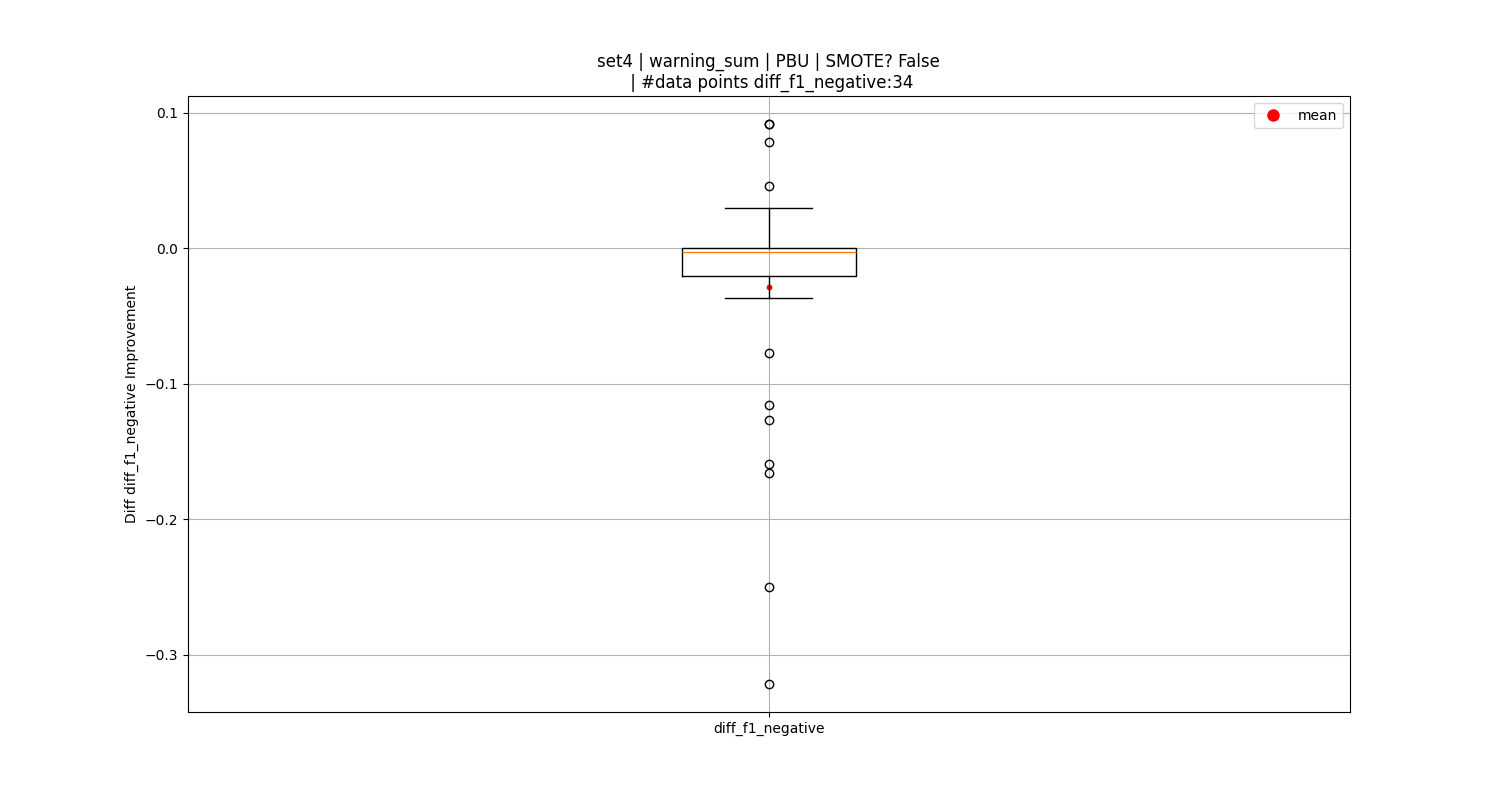 set4 | warning_sum | PBU | SMOTE? False
| #data points diff_f1_negative:34
mean
0.1
0.0
−0.1
−0.2
−0.3
Diff diff_f1_negative Improvement
diff_f1_negative